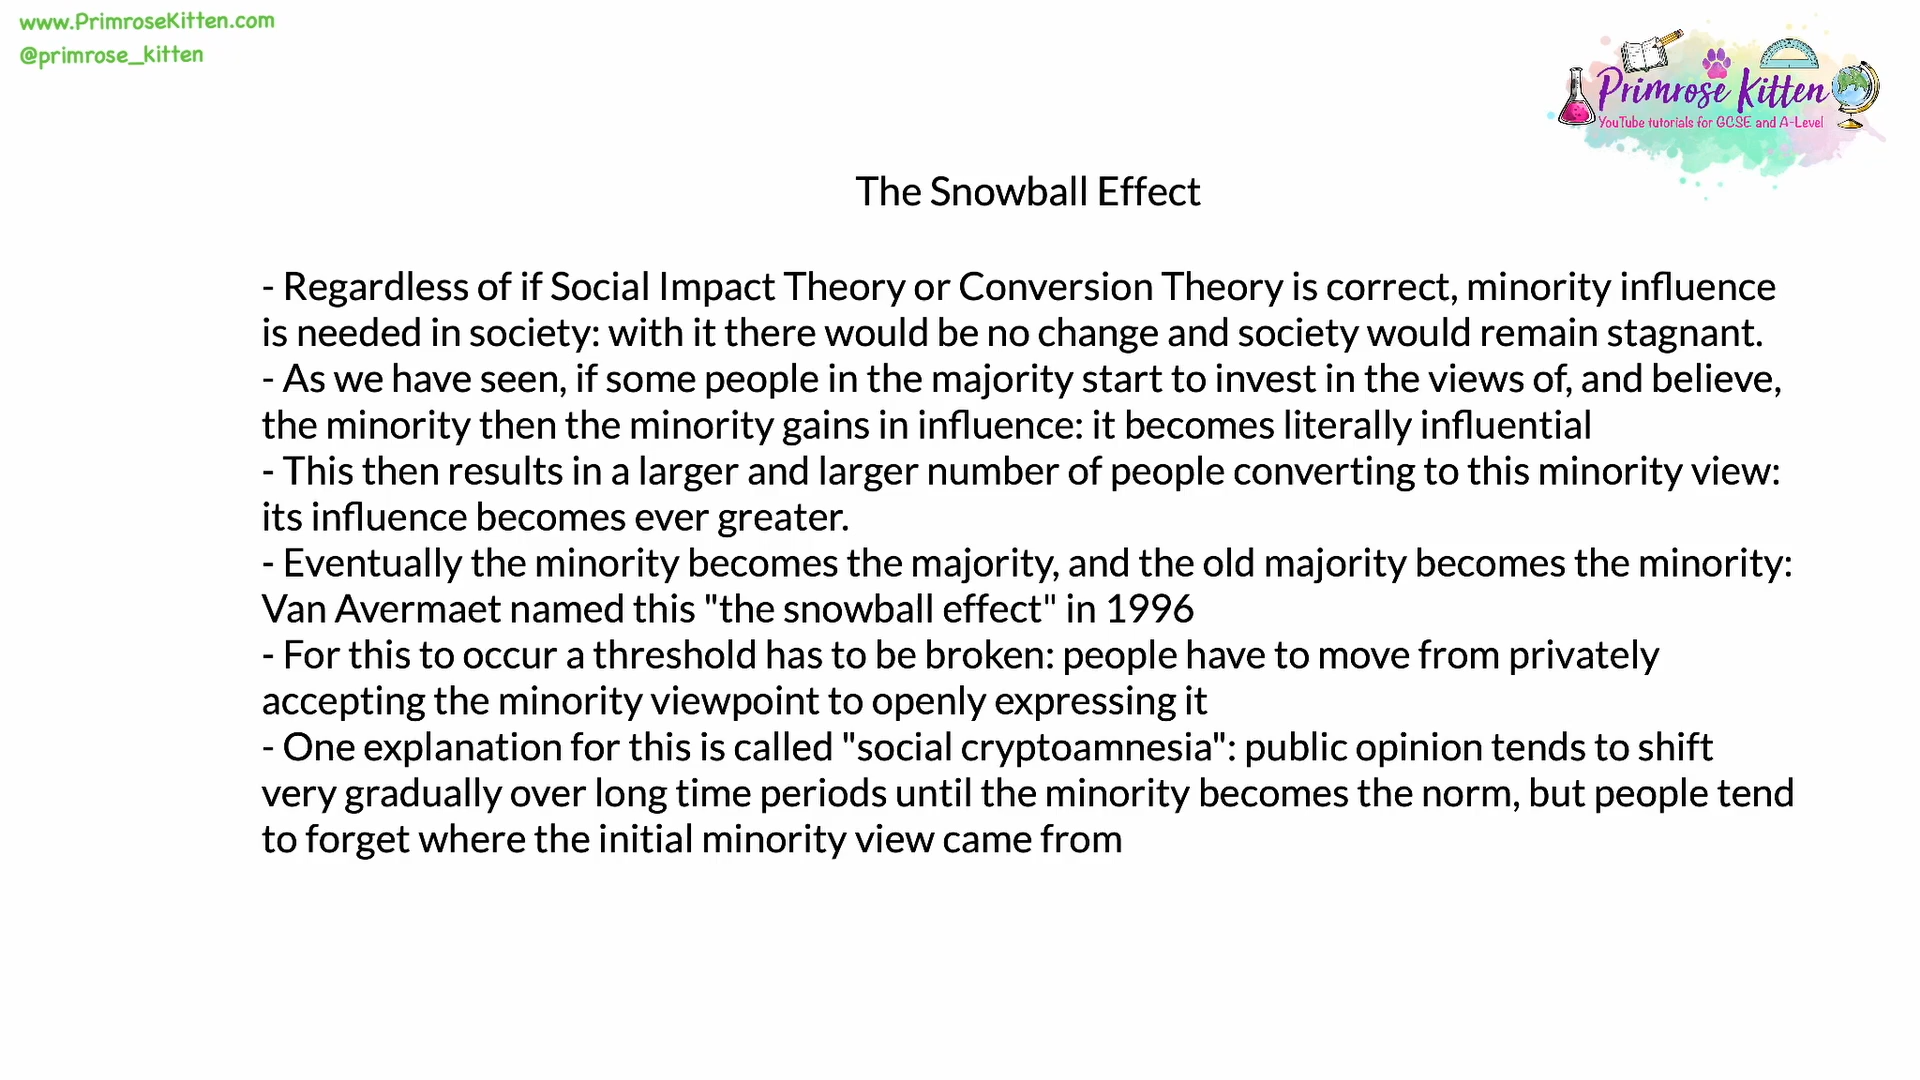 www.PrimroseKitten.com
@primrose_kitten
Primrose Kitten
YouTube tutorials for GCSE and A-Level
The Snowball Effect
- Regardless of if Social Impact Theory or Conversion Theory is correct, minority influence
is needed in society: with it there would be no change and society would remain stagnant.
- As we have seen, if some people in the majority start to invest in the views of, and believe,
the minority then the minority gains in influence: it becomes literally influential
- This then results in a larger and larger number of people converting to this minority view:
its influence becomes ever greater.
- Eventually the minority becomes the majority, and the old majority becomes the minority:
Van Avermaet named this "the snowball effect" in 1996
- For this to occur a threshold has to be broken: people have to move from privately
accepting the minority viewpoint to openly expressing it
- One explanation for this is called "social cryptoamnesia": public opinion tends to shift
very gradually over long time periods until the minority becomes the norm, but people tend
to forget where the initial minority view came from